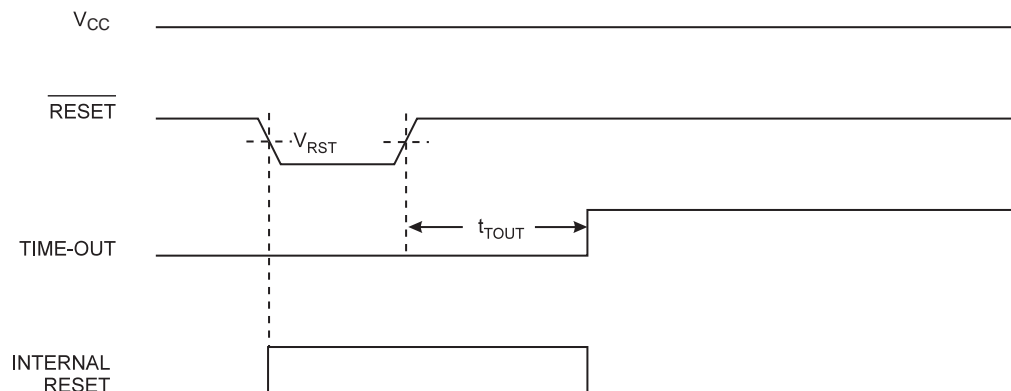 VCC
RESET
VRST
tTOUT
TIME-OUT
INTERNAL
RESET